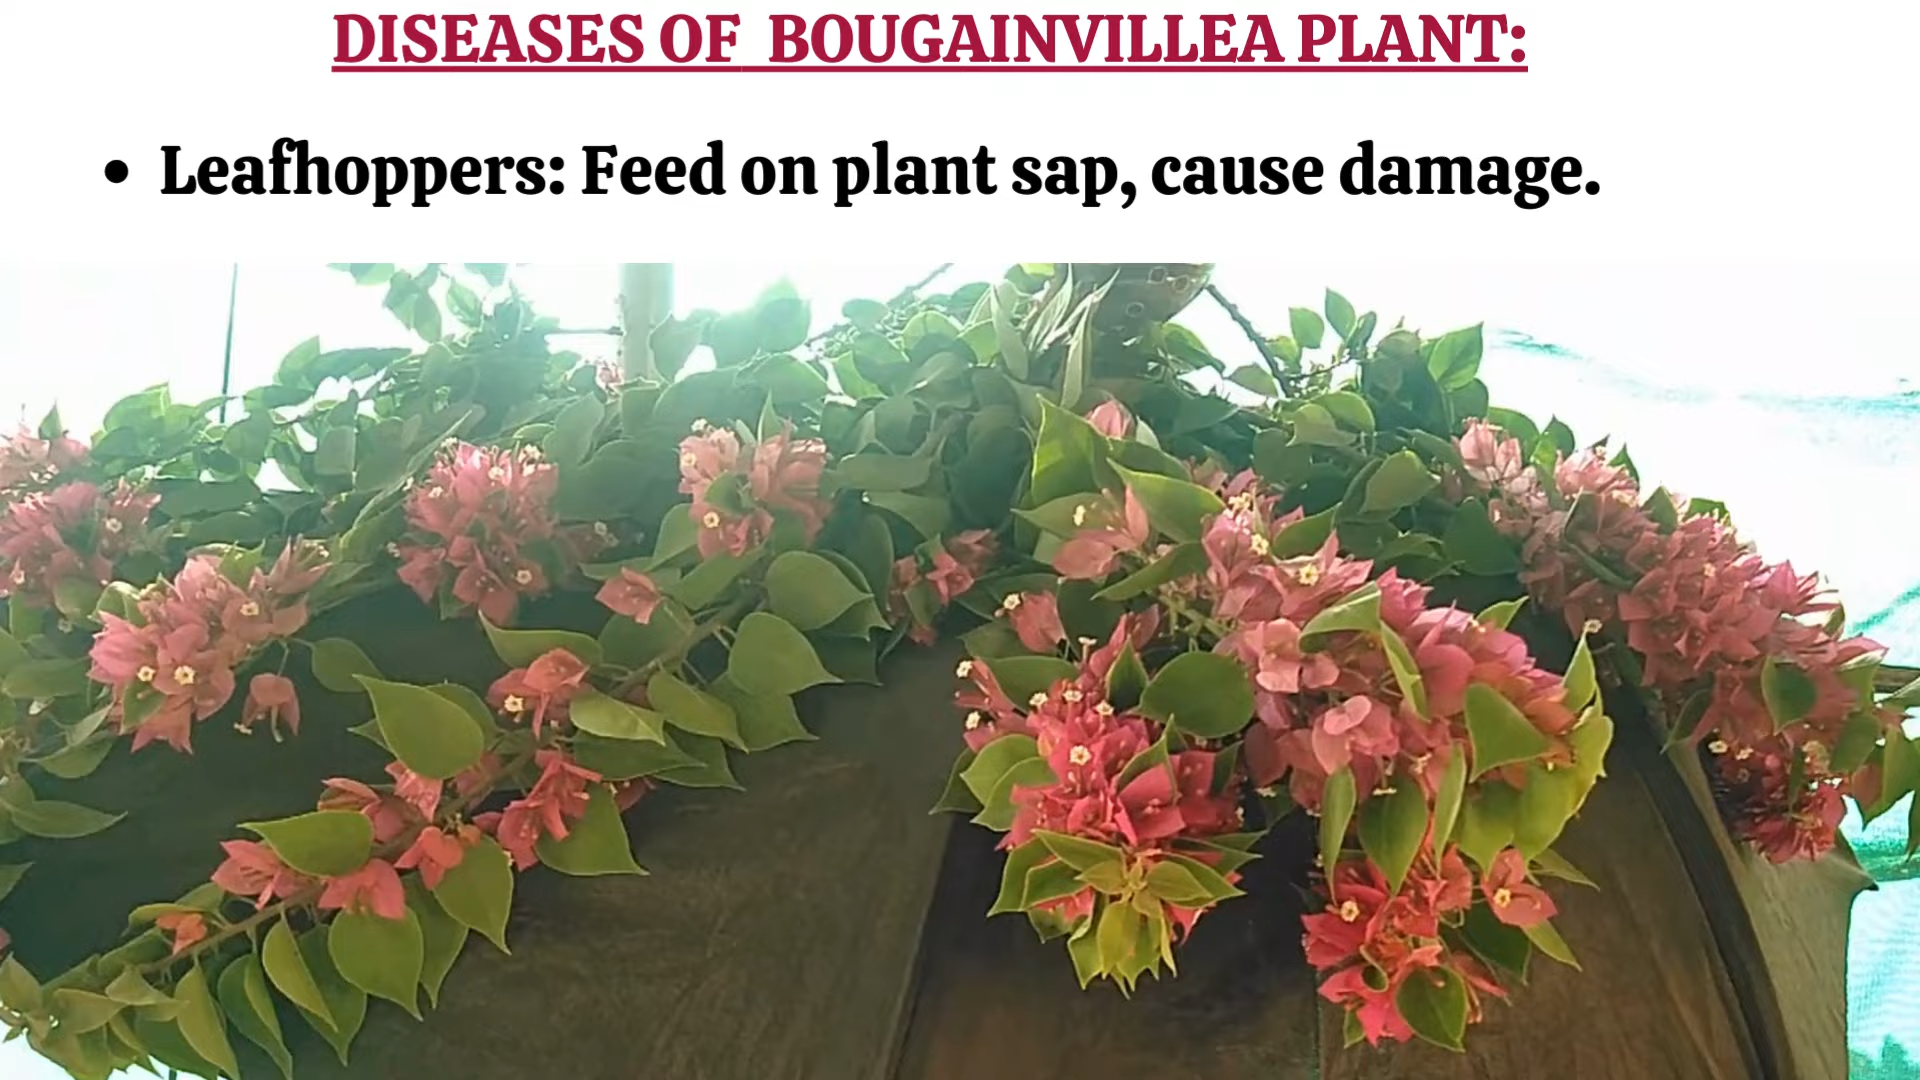 DISEASES OF BOUGAINVILLEA PLANT:
• Leafhoppers: Feed on plant sap, cause damage.